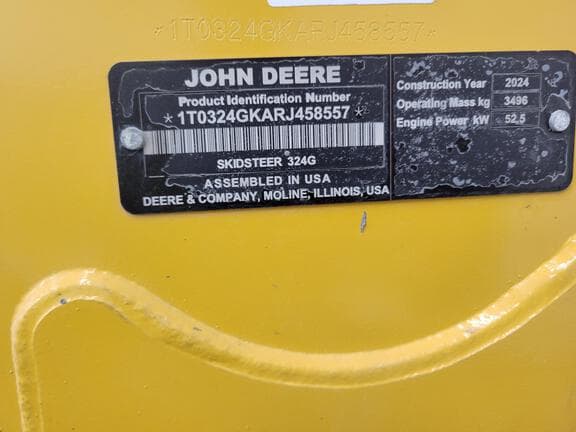 *1T0324GKARJ458557*
JOHN DEERE
Product Identification Number
*1T0324GKARJ458557*
SKIDSTEER 324G
ASSEMBLED IN USA
DEERE & COMPANY, MOLINE, ILLINOIS, USA
Construction Year 2024
Operating Mass kg 3496
Engine Power kW 52.5